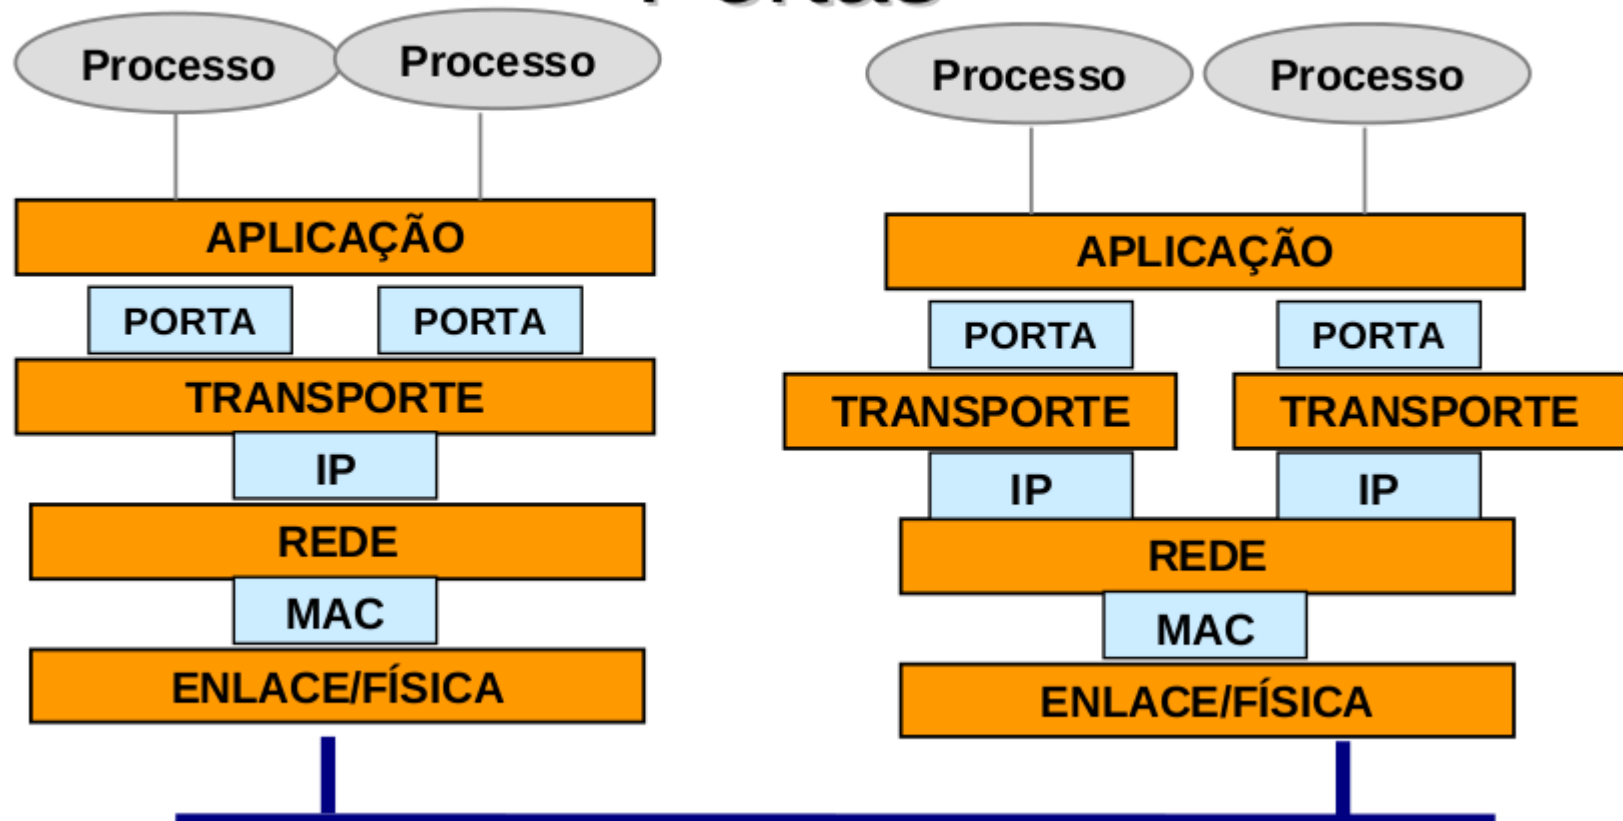 Portas
Processo
Processo
APLICAÇÃO
PORTA
PORTA
TRANSPORTE
IP
REDE
MAC
ENLACE/FÍSICA
Processo
Processo
APLICAÇÃO
PORTA
PORTA
TRANSPORTE
TRANSPORTE
IP
IP
REDE
MAC
ENLACE/FÍSICA